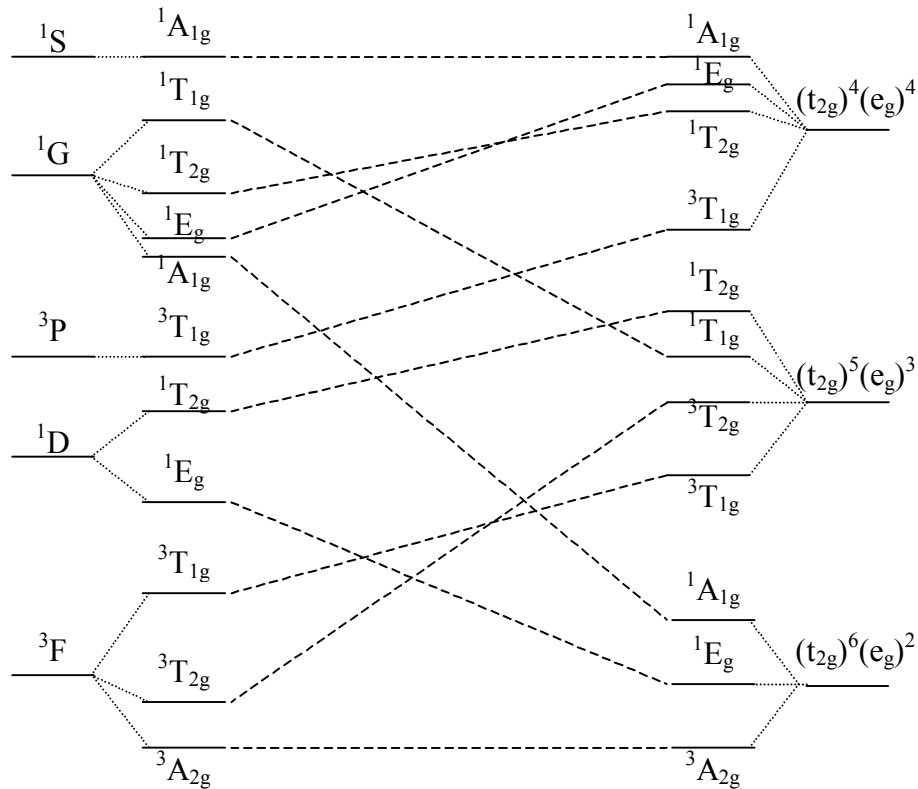 ¹S
¹A₁g
¹A₁g
¹Eg
(t₂g)⁴(eg)⁴
¹T₁g
¹T₂g
¹G
¹T₂g
¹Eg
³T₁g
¹A₁g
¹T₂g
³P
³T₁g
¹T₁g
(t₂g)⁵(eg)³
¹T₂g
³T₂g
¹D
¹Eg
³T₁g
³T₁g
¹A₁g
³F
³T₂g
¹Eg
(t₂g)⁶(eg)²
³A₂g
³A₂g